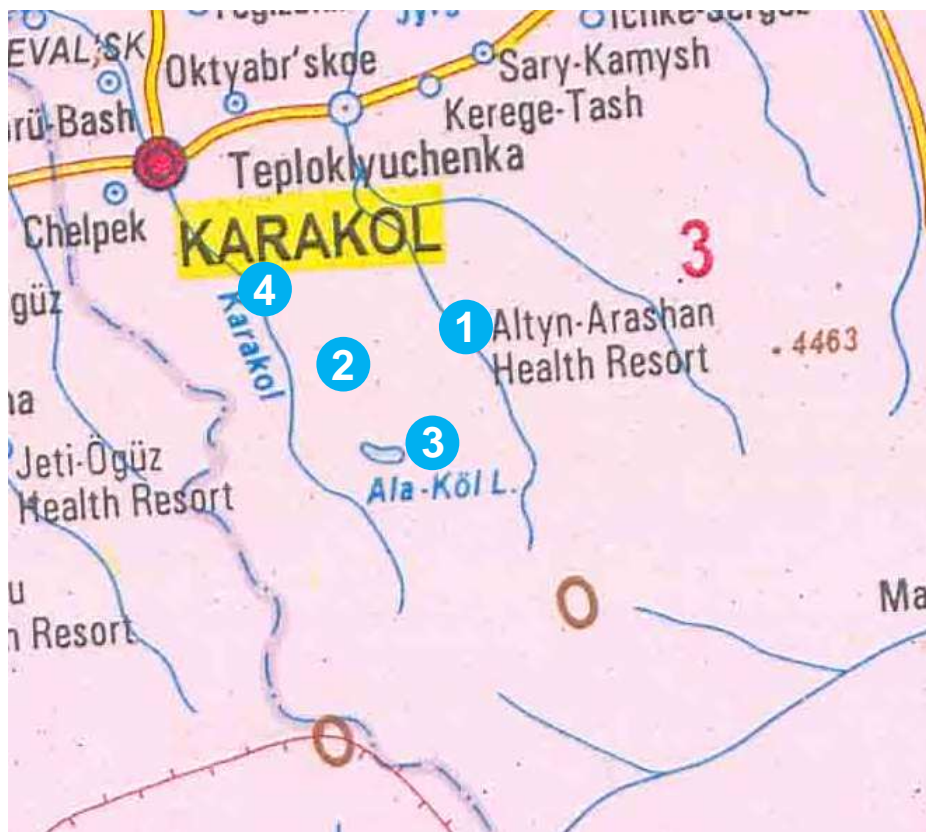 EVAL'SK
Oktyabr'skoe
Sary-Kamysh
Kerege-Tash
rü-Bash
Teploklyuchenka
Chelpek
KARAKOL
3
güz
Karakol
4
1
Altyn-Arashan
Health Resort
4463
2
3
Jeti-Ögüz
Health Resort
Ala-Köl L.
u
n Resort
Ma